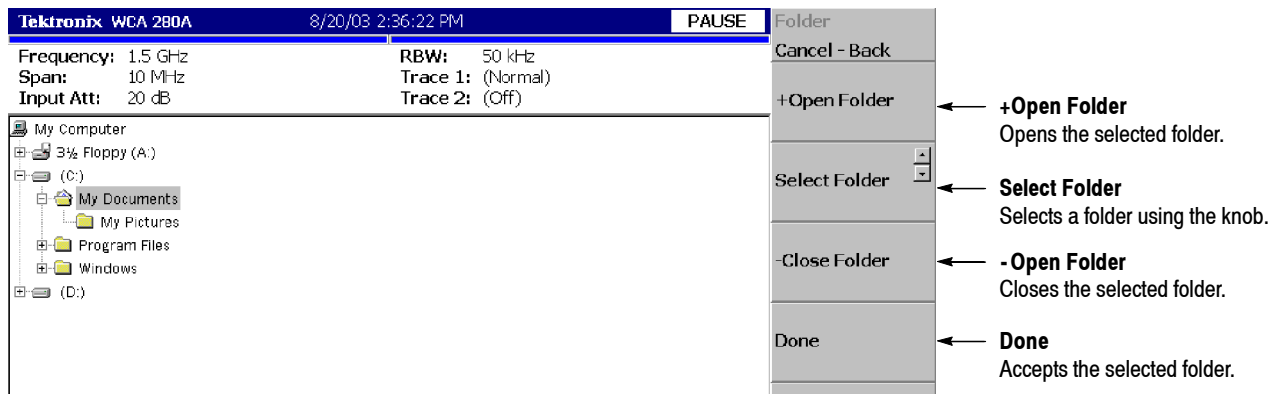 Tektronix WCA 280A 8/20/03 2:36:22 PM PAUSE
Frequency: 1.5 GHz RBW: 50 kHz
Span: 10 MHz Trace 1: (Normal)
Input Att: 20 dB Trace 2: (Off)
My Computer
3½ Floppy (A:)
(C:)
My Documents
My Pictures
Program Files
Windows
(D:)
Folder
Cancel - Back
+Open Folder
Select Folder
-Close Folder
Done
+Open Folder
Opens the selected folder.
Select Folder
Selects a folder using the knob.
-Open Folder
Closes the selected folder.
Done
Accepts the selected folder.